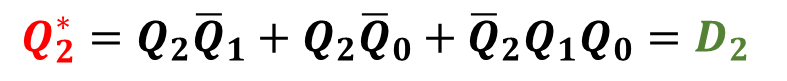 Q₂* = Q₂Q̅₁ + Q₂Q̅₀ + Q̅₂Q₁Q₀ = D₂